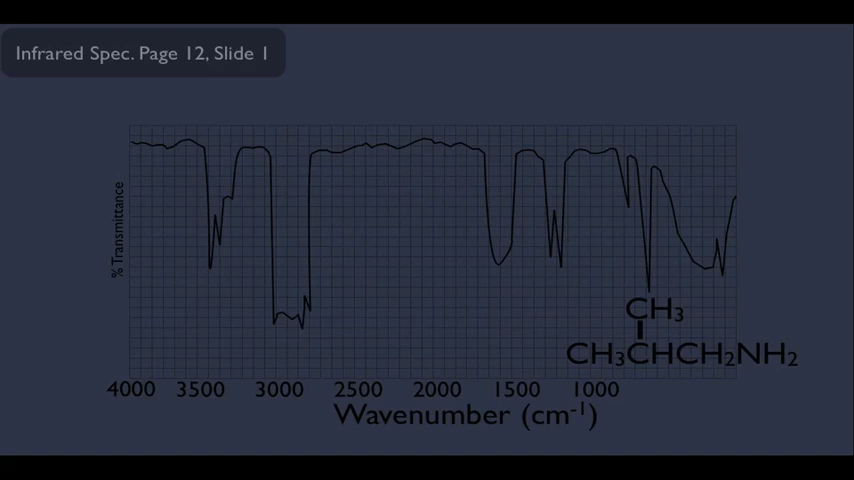 Infrared Spec. Page 12, Slide 1
% Transmittance
CH₃
CH₃CHCH₂NH₂
4000 3500 3000 2500 2000 1500 1000
Wavenumber (cm⁻¹)